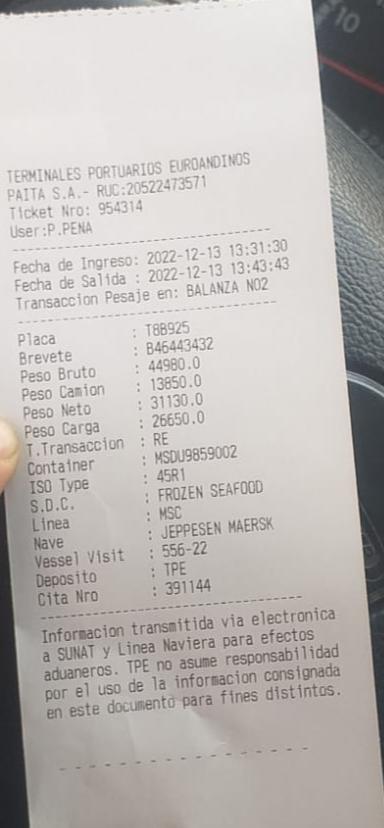 TERMINALES PORTUARIOS EUROANDINOS
PAITA S.A.- RUC:20522473571
Ticket Nro: 954314
User:P.PENA
Fecha de Ingreso: 2022-12-13 13:31:30
Fecha de Salida : 2022-12-13 13:43:43
Transaccion Pesaje en: BALANZA NO2
Placa : T8B925
Brevete : B46443432
Peso Bruto : 44980.0
Peso Camion : 13850.0
Peso Neto : 31130.0
Peso Carga : 26650.0
T.Transaccion : RE
Container : MSDU9859002
ISO Type : 45R1
S.D.C. : FROZEN SEAFOOD
Linea : MSC
Nave : JEPPESEN MAERSK
Vessel Visit : 556-22
Deposito : TPE
Cita Nro : 391144
Informacion transmitida via electronica
a SUNAT y Linea Naviera para efectos
aduaneros. TPE no asume responsabilidad
por el uso de la informacion consignada
en este documento para fines distintos.
10